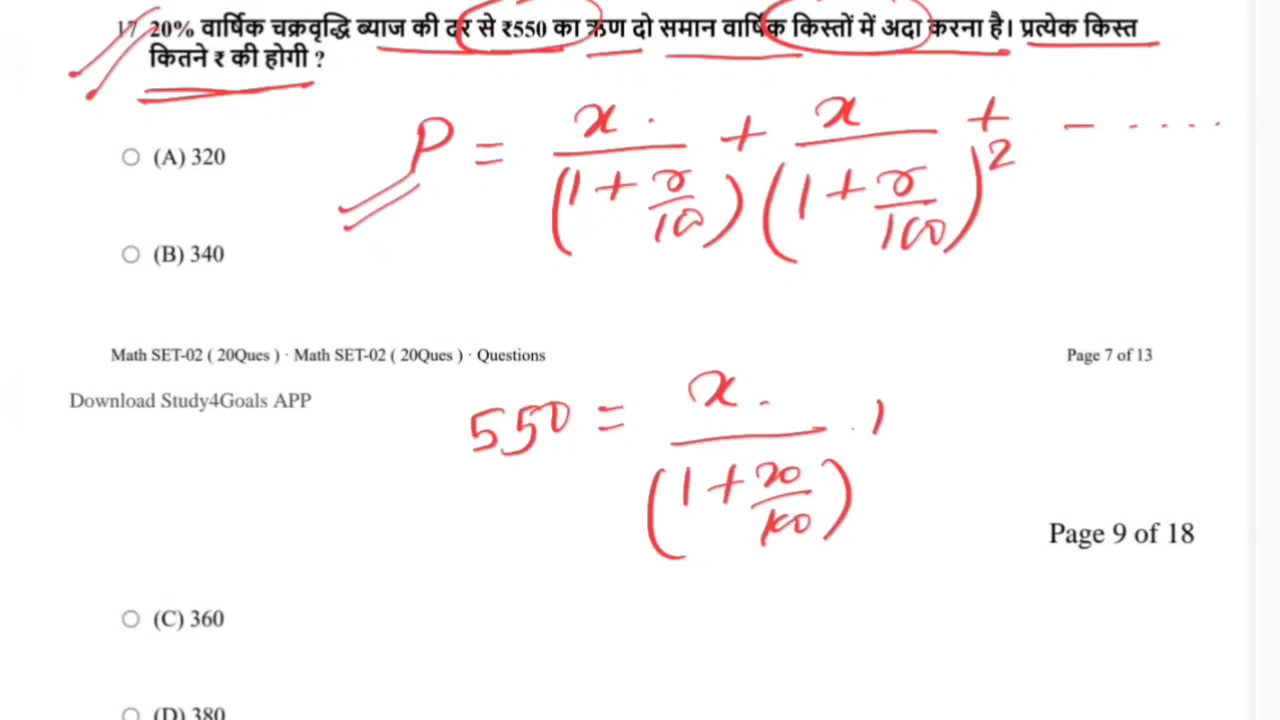 17. 20% वार्षिक चक्रवृद्धि ब्याज की दर से ₹550 का ऋण दो समान वार्षिक किस्तों में अदा करना है। प्रत्येक किस्त
कितने ₹ की होगी ?
(A) 320
P = x/(1 + r/100) + x/(1 + r/100)² + - .....
(B) 340
Math SET-02 ( 20Ques ) · Math SET-02 ( 20Ques ) · Questions
Page 7 of 13
Download Study4Goals APP
550 = x/(1 + 20/100)
Page 9 of 18
(C) 360
(D) 380